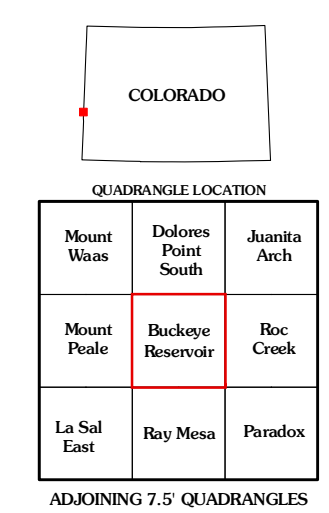 COLORADO
QUADRANGLE LOCATION
Mount
Waas
Dolores
Point
South
Juanita
Arch
Mount
Peale
Buckeye
Reservoir
Roc
Creek
La Sal
East
Ray Mesa
Paradox
ADJOINING 7.5' QUADRANGLES